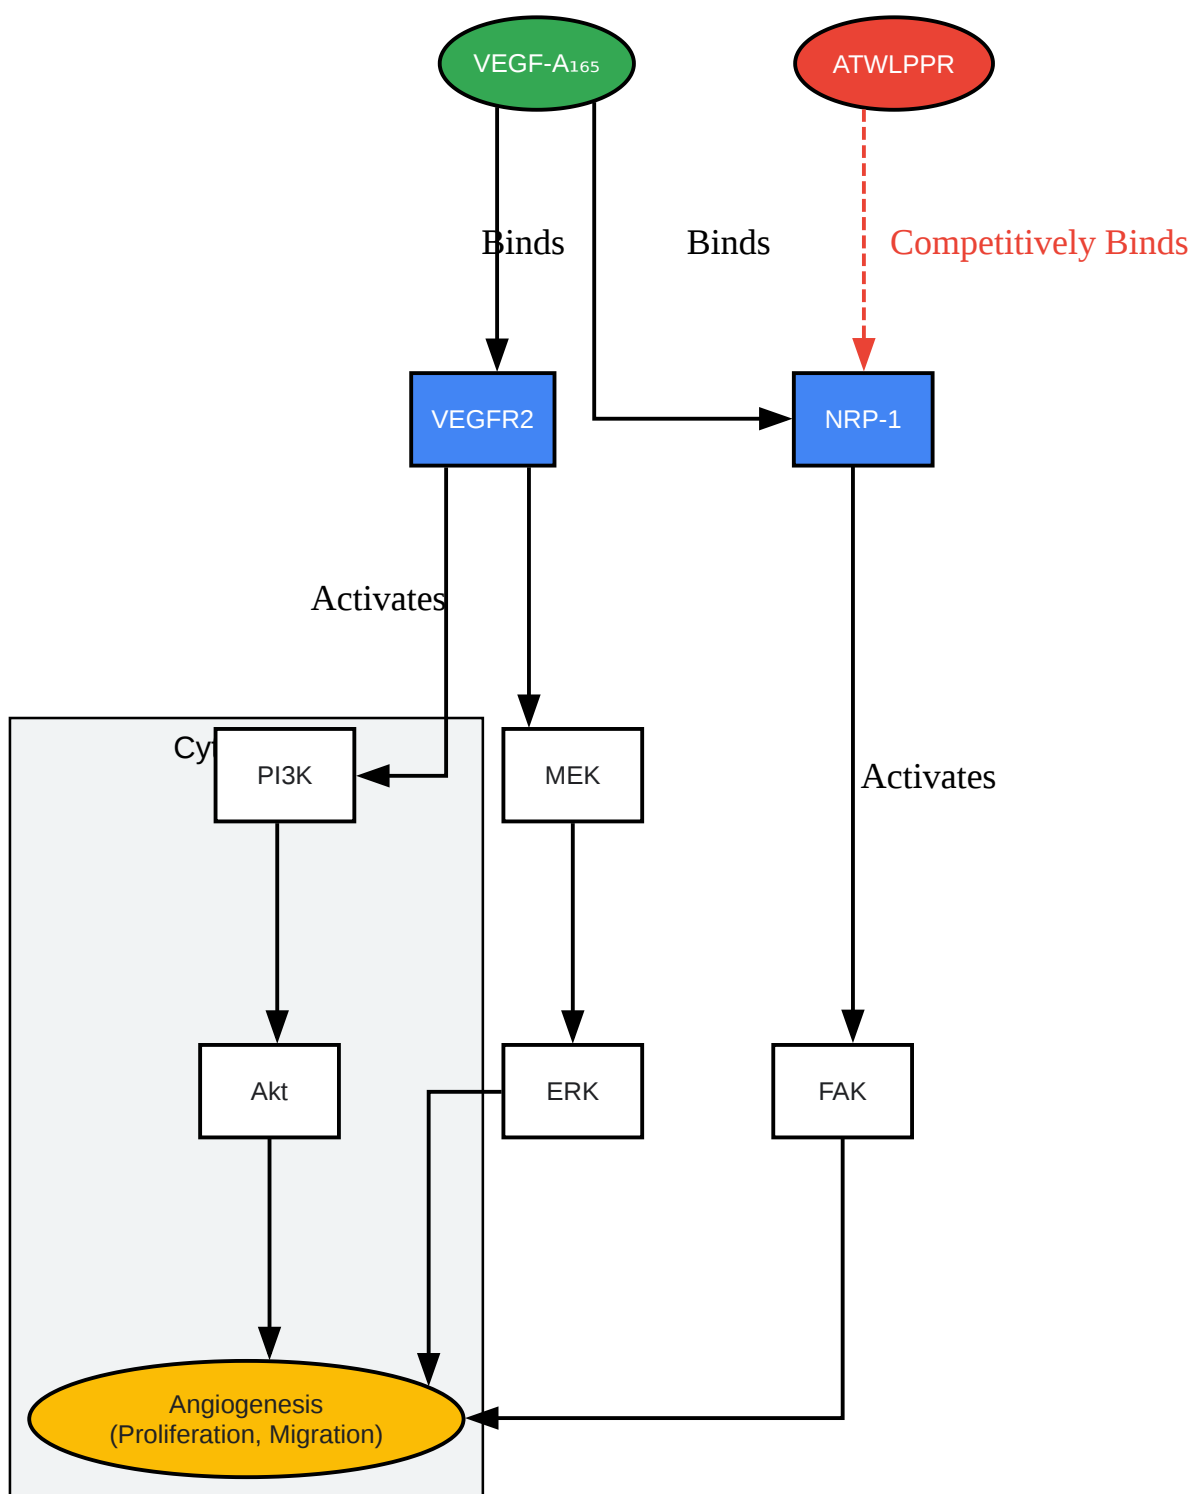 VEGF-A₁₆₅
ATWLPPR
Binds
Binds
Competitively Binds
VEGFR2
NRP-1
Activates
PI3K
MEK
Activates
Akt
ERK
FAK
Angiogenesis
(Proliferation, Migration)